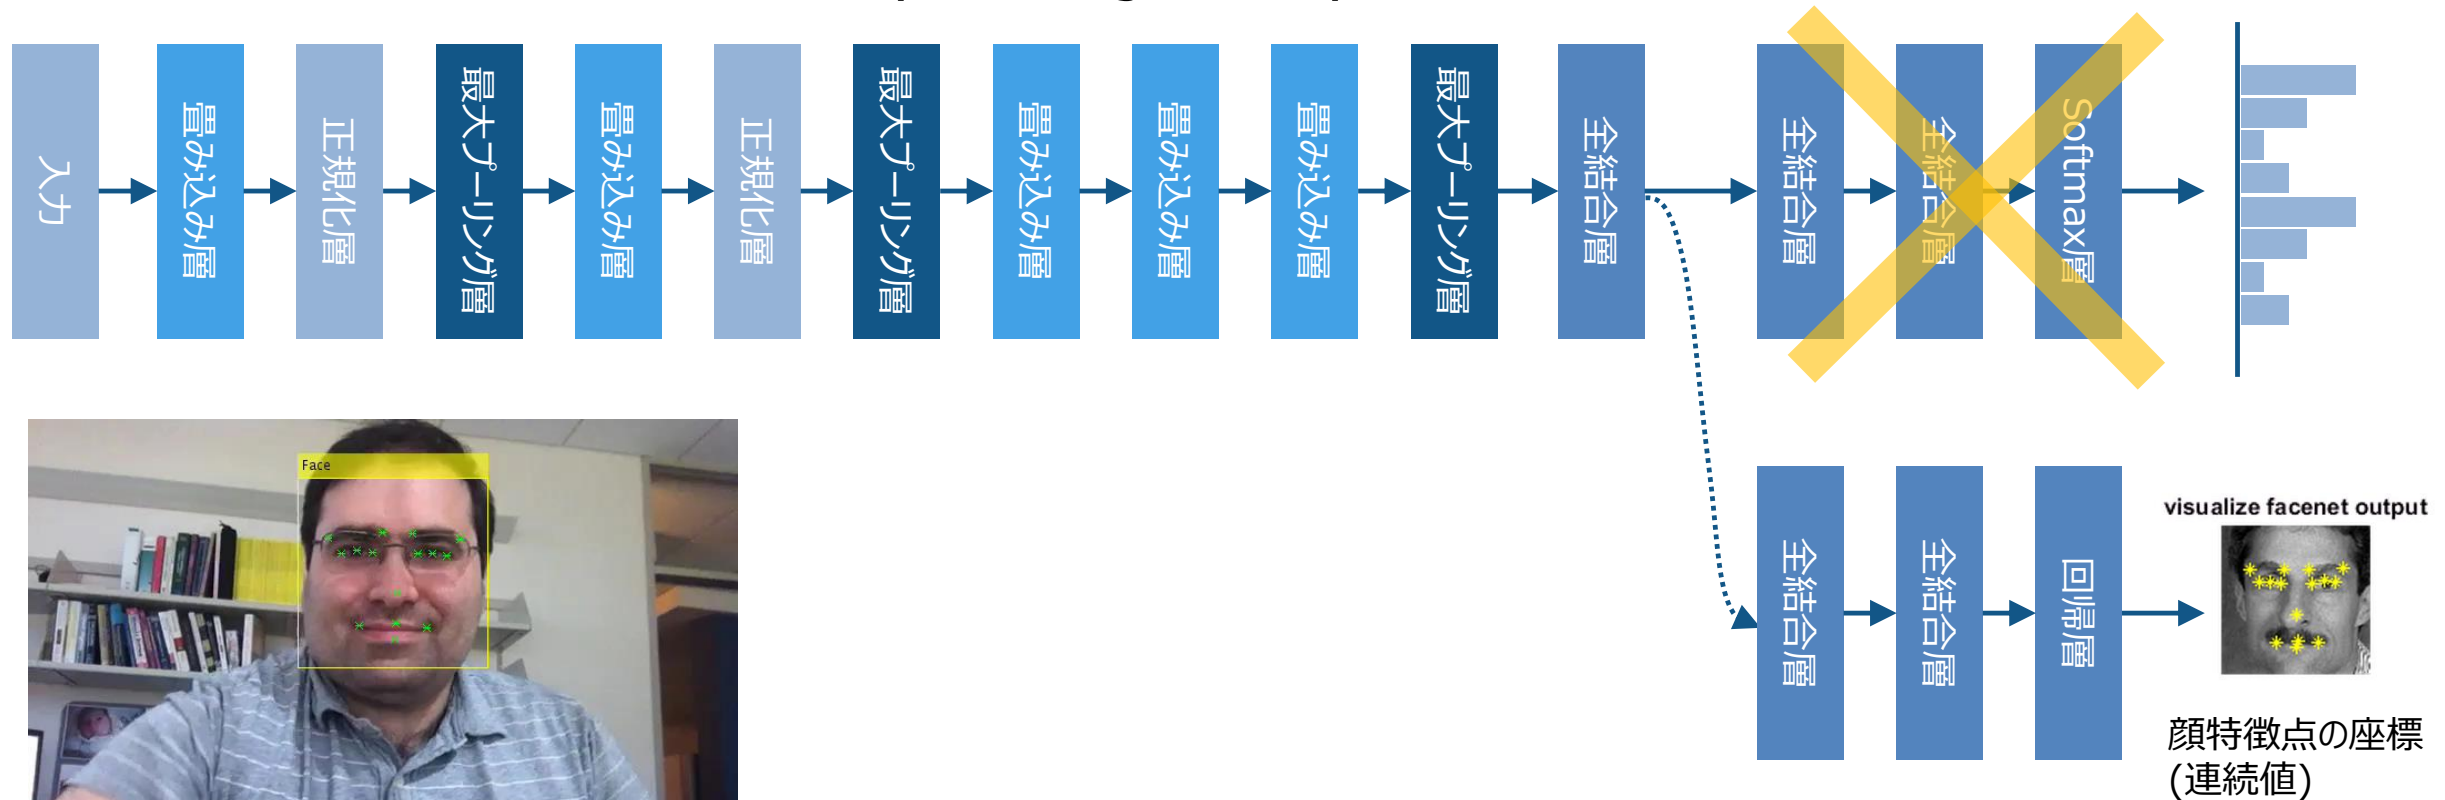 入力
畳み込み層
正規化層
最大プーリング層
畳み込み層
正規化層
最大プーリング層
畳み込み層
畳み込み層
畳み込み層
最大プーリング層
全結合層
全結合層
全結合層
Softmax層
Face
全結合層
全結合層
回帰層
visualize facenet output
顔特徴点の座標
(連続値)